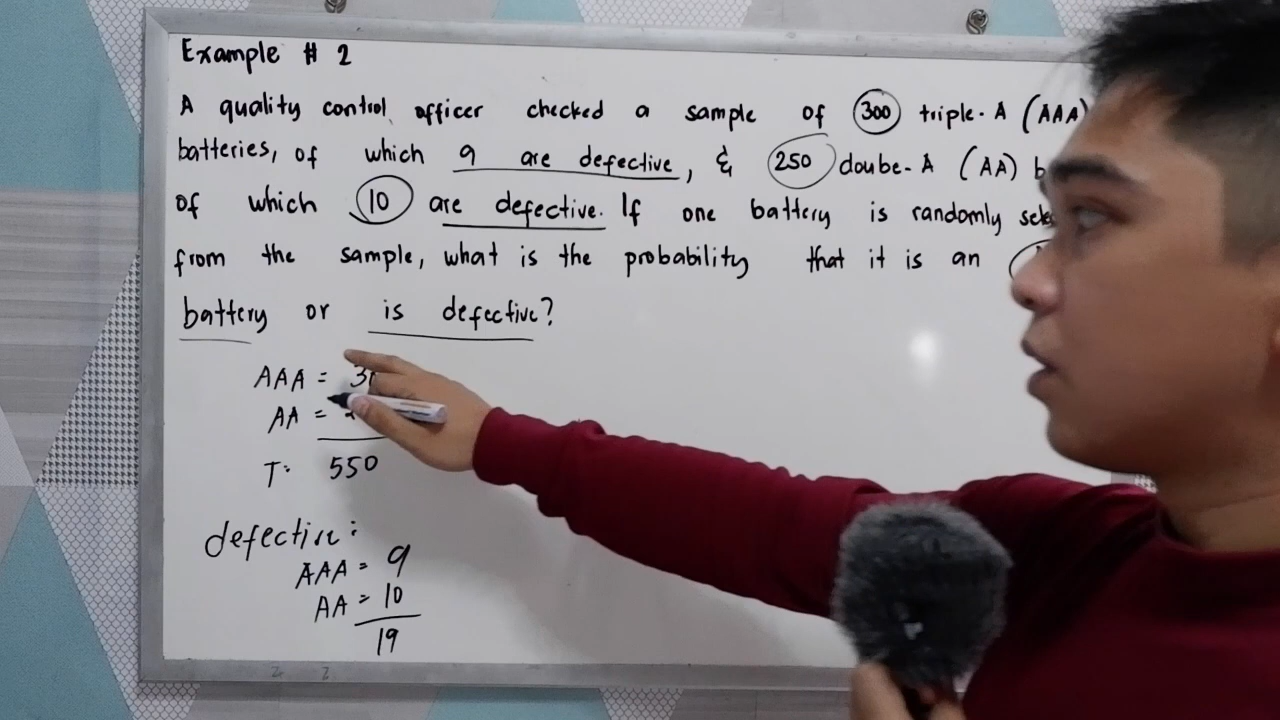 Example # 2
A quality control officer checked a sample of 300 triple-A (AAA)
batteries, of which 9 are defective, & 250 doube-A (AA) b
of which 10 are defective. If one battery is randomly sele
from the sample, what is the probability that it is an
battery or is defective?
AAA = 30
AA =
T: 550
defective:
AAA = 9
AA = 10
19